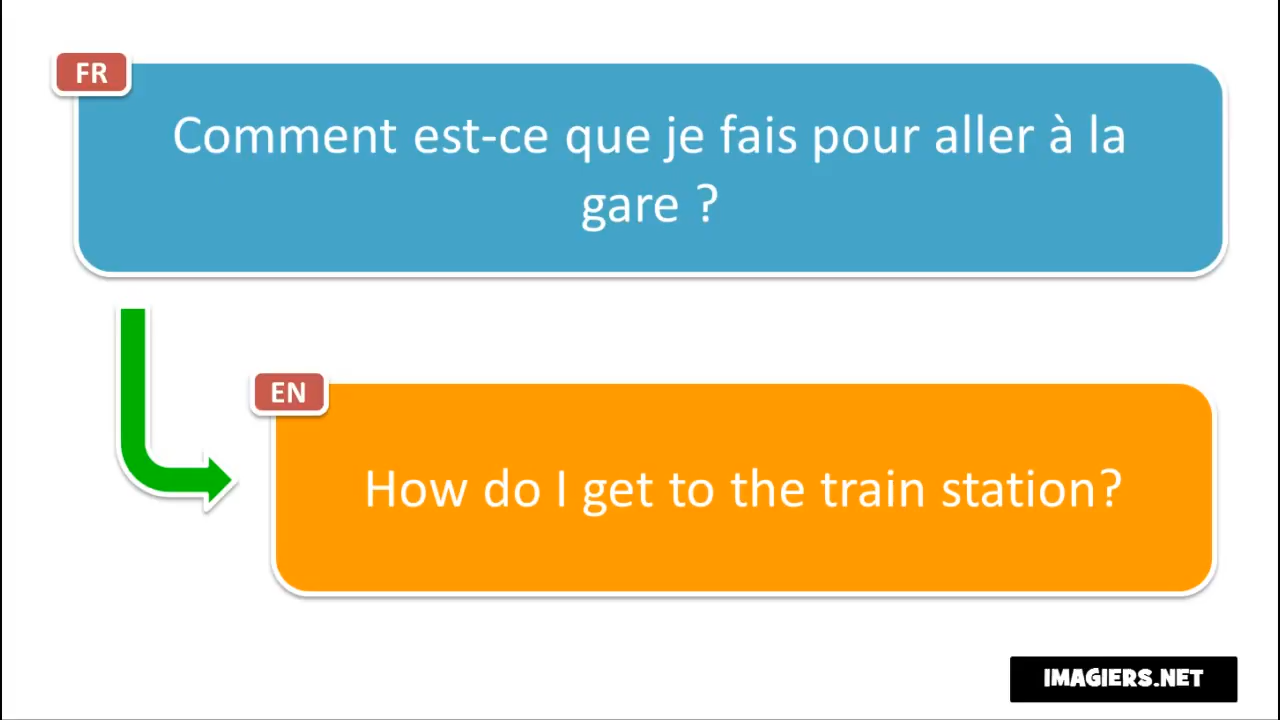 FR
Comment est-ce que je fais pour aller à la
gare ?
EN
How do I get to the train station?
IMAGIERS.NET